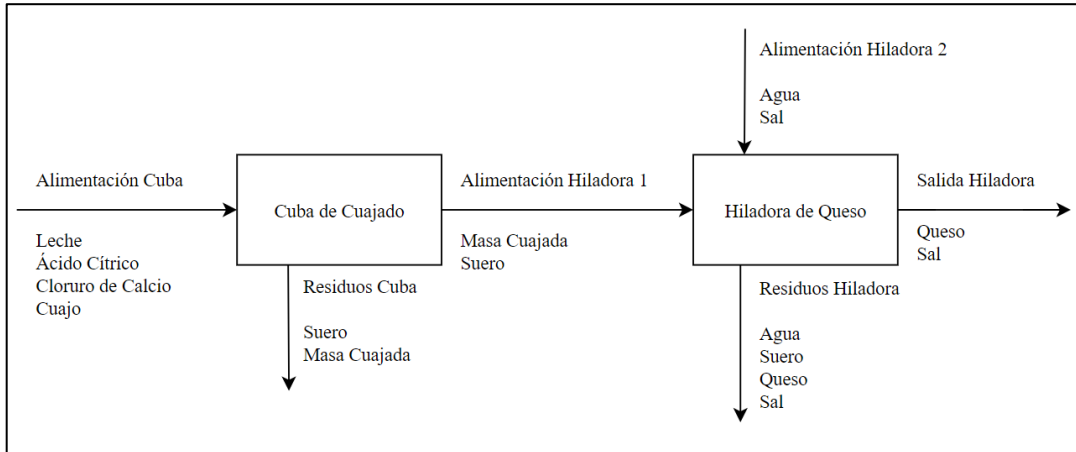 Alimentación Hiladora 2
Agua
Sal
Alimentación Cuba
Cuba de Cuajado
Alimentación Hiladora 1
Hiladora de Queso
Salida Hiladora
Leche
Ácido Cítrico
Cloruro de Calcio
Cuajo
Masa Cuajada
Suero
Queso
Sal
Residuos Cuba
Suero
Masa Cuajada
Residuos Hiladora
Agua
Suero
Queso
Sal